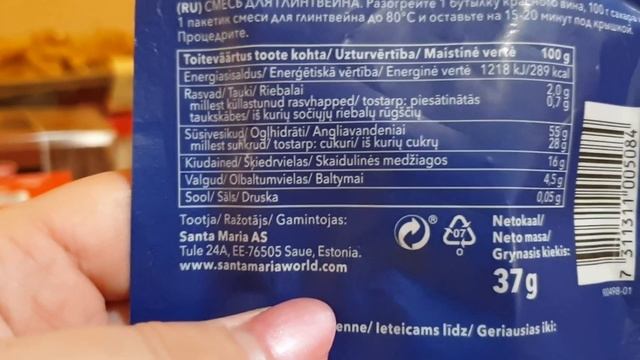 (RU) СМЕСЬ ДЛЯ ГЛИНТВЕЙНА. Разогрейте 1 бутылку красного вина, 100 г сахара
1 пакетик смеси для глинтвейна до 80°C и оставьте на 15-20 минут под крышкой.
Процедите.
Toiteväärtus toote kohta/ Uzturvērtība/ Maistinė vertė 100 g
Energiasisaldus/ Enerģētiskā vērtība/ Energinė vertė 1218 kJ/289 kcal
Rasvad/ Tauki/ Riebalai 2,0 g
millest küllastunud rasvhapped/ tostarp: piesātinātās 0,7 g
taukskābes/ iš kurių sočiųjų riebalų rūgščių
Süsivesikud/ Ogļhidrāti/ Angliavandeniai 55 g
millest suhkrud/ tostarp: cukuri/ iš kurių cukrų 28 g
Kiudained/ Šķiedrvielas/ Skaidulinės medžiagos 16 g
Valgud/ Olbaltumvielas/ Baltymai 4,5 g
Sool/ Sāls/ Druska 0,05 g
Tootja/ Ražotājs/ Gamintojas:
Santa Maria AS
Tule 24A, EE-76505 Saue, Estonia.
www.santamariaworld.com
®
07
O
Netokaal/
Neto masa/
Grynasis kiekis:
37g
7 311311 005084
90498-01
enne/ Ieteicams līdz/ Geriausias iki: